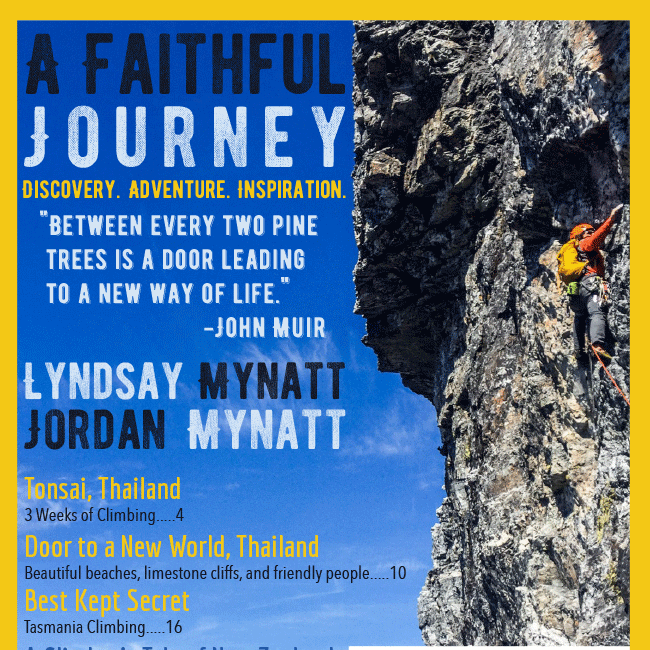 A FAITHFUL
JOURNEY
DISCOVERY. ADVENTURE. INSPIRATION.
"BETWEEN EVERY TWO PINE
TREES IS A DOOR LEADING
TO A NEW WAY OF LIFE."
-JOHN MUIR
LYNDSAY MYNATT
JORDAN MYNATT
Tonsai, Thailand
3 Weeks of Climbing.....4
Door to a New World, Thailand
Beautiful beaches, limestone cliffs, and friendly people.....10
Best Kept Secret
Tasmania Climbing.....16